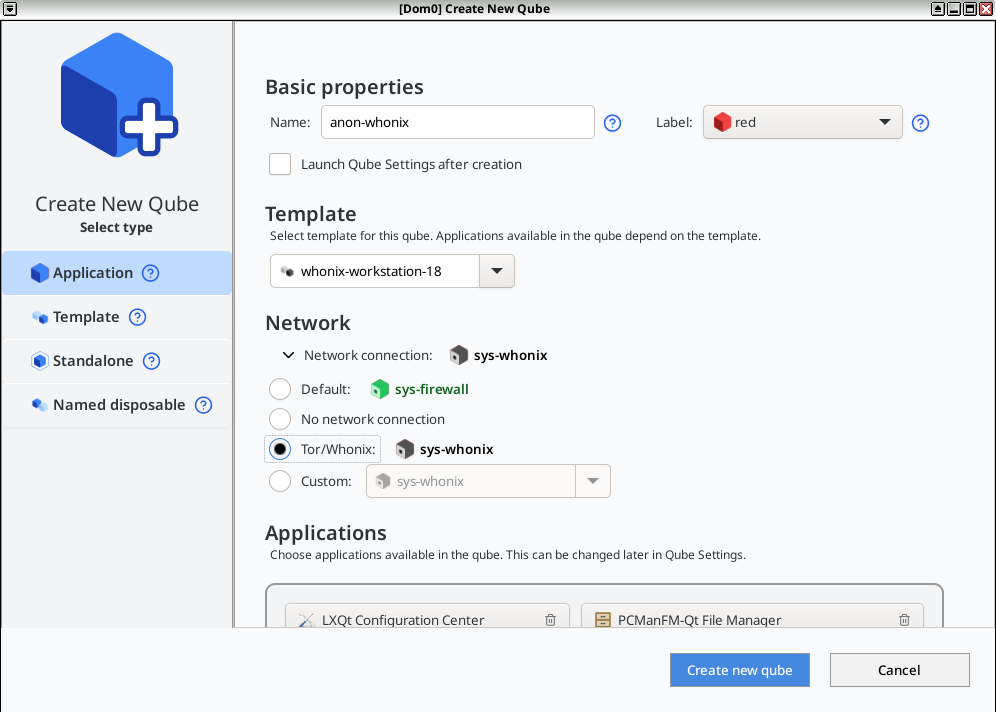 [Dom0] Create New Qube
Create New Qube
Select type
Application
Template
Standalone
Named disposable
Basic properties
Name: anon-whonix Label: red
Launch Qube Settings after creation
Template
Select template for this qube. Applications available in the qube depend on the template.
whonix-workstation-18
Network
Network connection: sys-whonix
Default: sys-firewall
No network connection
Tor/Whonix: sys-whonix
Custom: sys-whonix
Applications
Choose applications available in the qube. This can be changed later in Qube Settings.
LXQt Configuration Center PCManFM-Qt File Manager
Create new qube Cancel